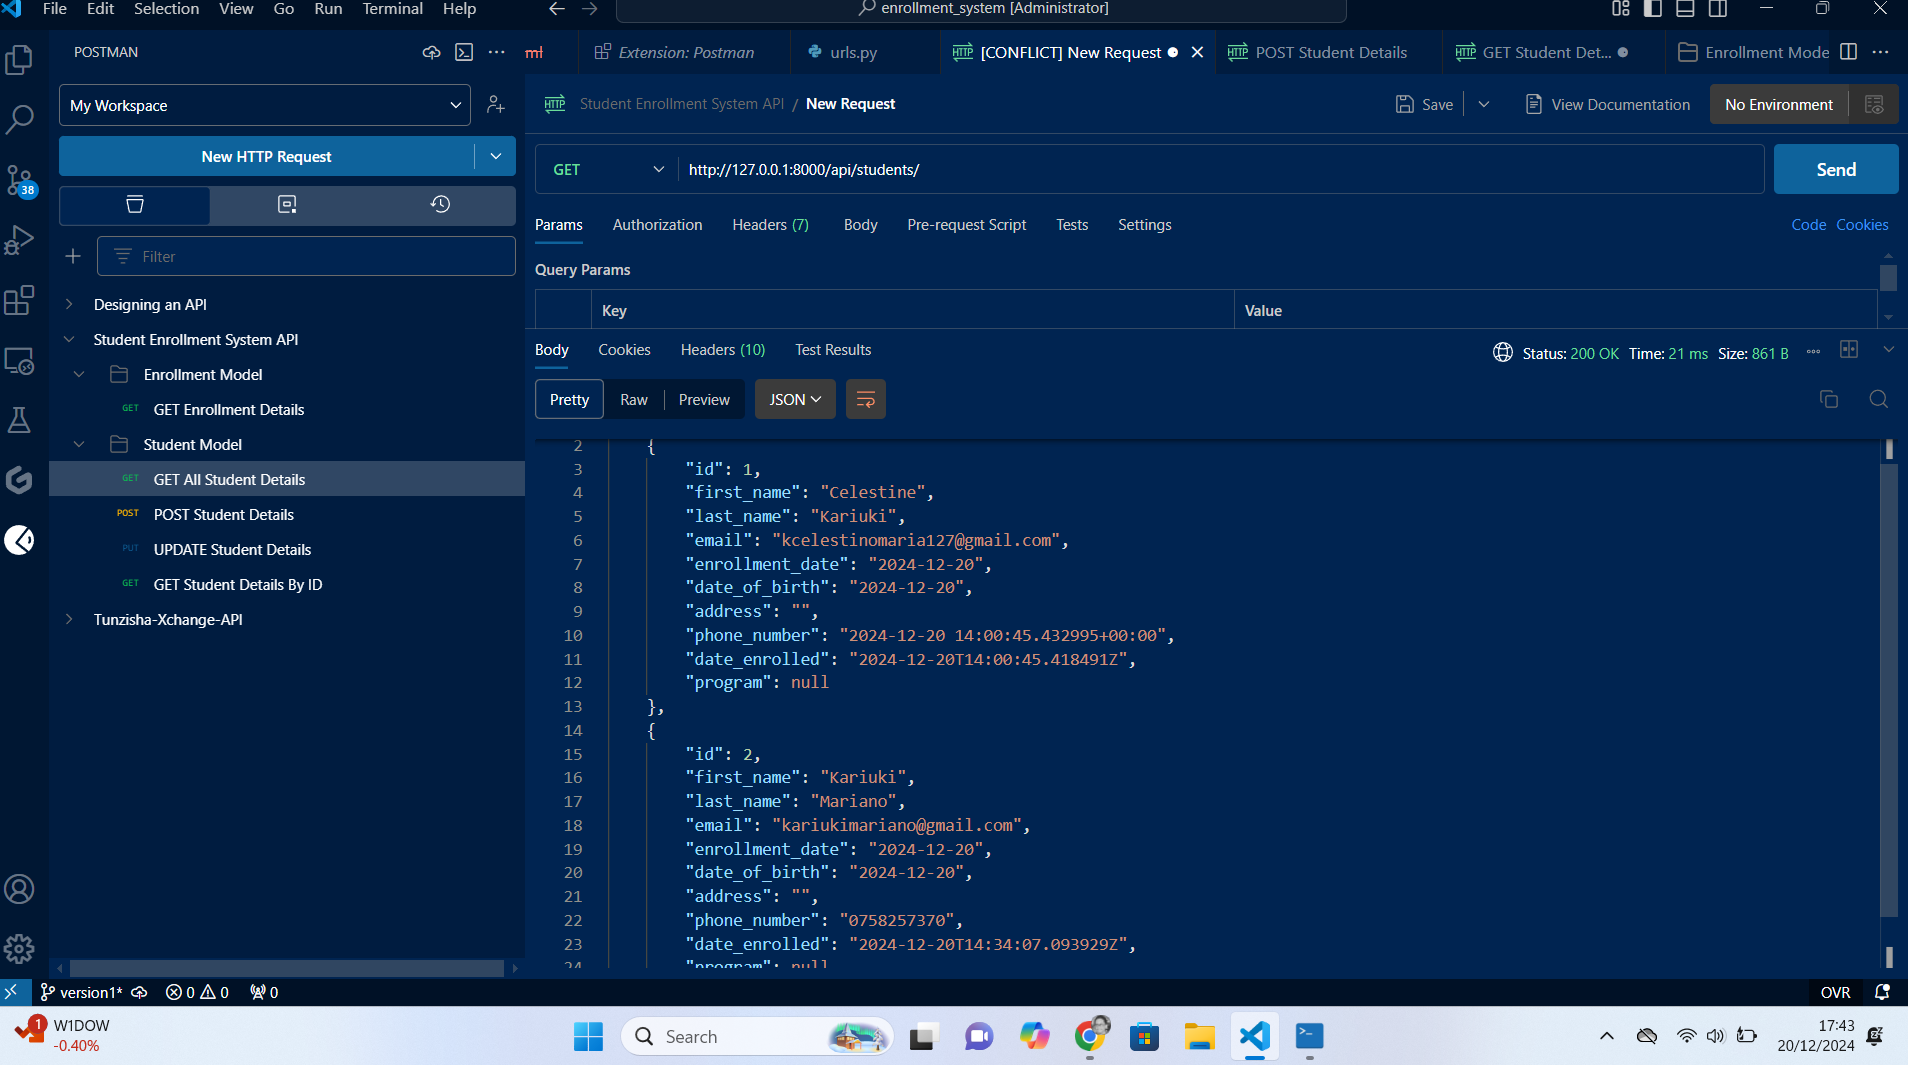 File Edit Selection View Go Run Terminal Help
enrollment_system [Administrator]
POSTMAN
ml
Extension: Postman
urls.py
HTTP [CONFLICT] New Request
HTTP POST Student Details
HTTP GET Student Det...
Enrollment Mode
My Workspace
HTTP Student Enrollment System API / New Request
Save
View Documentation
No Environment
New HTTP Request
GET
http://127.0.0.1:8000/api/students/
Send
38
Params Authorization Headers (7) Body Pre-request Script Tests Settings
Code Cookies
Filter
Query Params
Key
Value
Designing an API
Student Enrollment System API
Enrollment Model
GET GET Enrollment Details
Student Model
GET GET All Student Details
POST POST Student Details
PUT UPDATE Student Details
GET GET Student Details By ID
Tunzisha-Xchange-API
Body Cookies Headers (10) Test Results
Status: 200 OK Time: 21 ms Size: 861 B
Pretty Raw Preview JSON
2 {
3 "id": 1,
4 "first_name": "Celestine",
5 "last_name": "Kariuki",
6 "email": "kcelestinomaria127@gmail.com",
7 "enrollment_date": "2024-12-20",
8 "date_of_birth": "2024-12-20",
9 "address": "",
10 "phone_number": "2024-12-20 14:00:45.432995+00:00",
11 "date_enrolled": "2024-12-20T14:00:45.418491Z",
12 "program": null
13 },
14 {
15 "id": 2,
16 "first_name": "Kariuki",
17 "last_name": "Mariano",
18 "email": "kariukimariano@gmail.com",
19 "enrollment_date": "2024-12-20",
20 "date_of_birth": "2024-12-20",
21 "address": "",
22 "phone_number": "0758257370",
23 "date_enrolled": "2024-12-20T14:34:07.093929Z",
24 "program": null
version1* 0 0 0
OVR
1
W1DOW
-0.40%
Search
17:43
20/12/2024